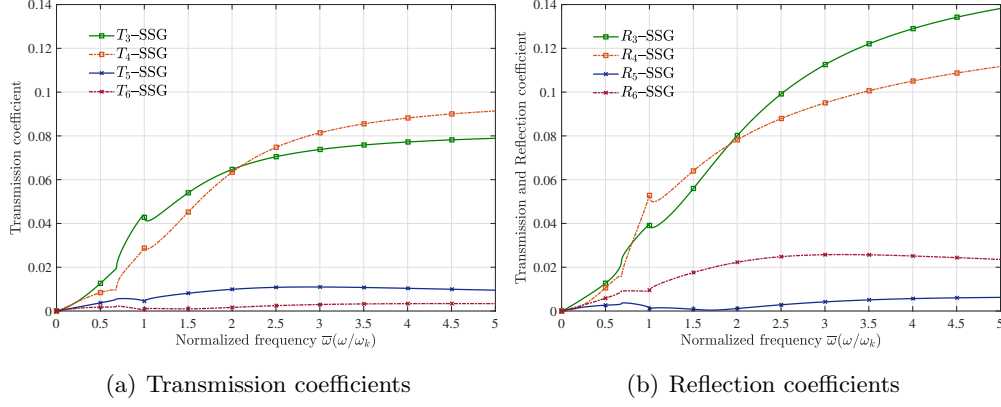 0.14
0.12
0.1
0.08
0.06
0.04
0.02
0
Transmission coefficient
T₃–SSG
T₄–SSG
T₅–SSG
T₆–SSG
0 0.5 1 1.5 2 2.5 3 3.5 4 4.5 5
Normalized frequency ω̅(ω/ωₖ)
(a) Transmission coefficients
0.14
0.12
0.1
0.08
0.06
0.04
0.02
0
Transmission and Reflection coefficient
R₃–SSG
R₄–SSG
R₅–SSG
R₆–SSG
0 0.5 1 1.5 2 2.5 3 3.5 4 4.5 5
Normalized frequency ω̅(ω/ωₖ)
(b) Reflection coefficients